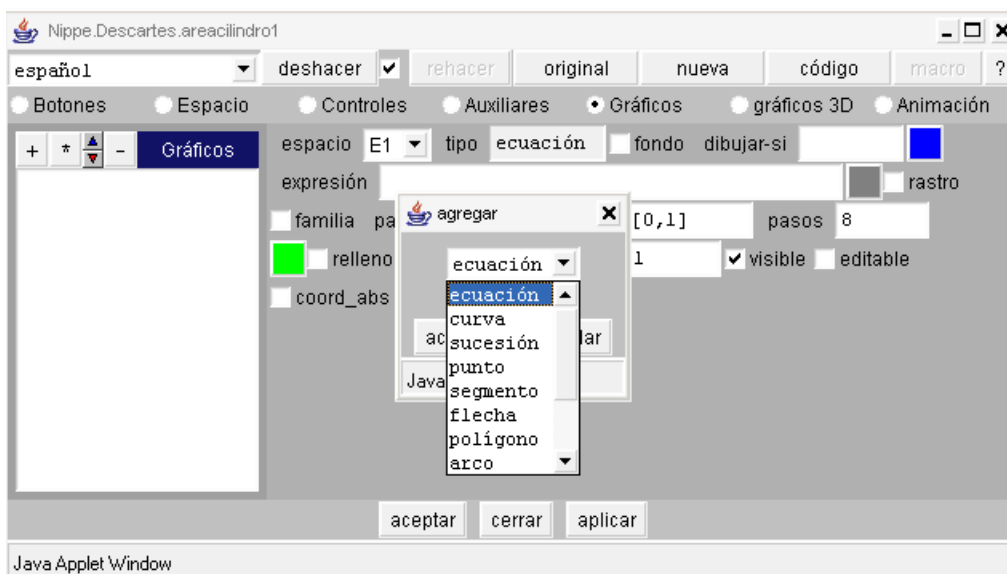 Nippe.Descartes.areacilindro1
español deshacer rehacer original nueva código macro ?
Botones Espacio Controles Auxiliares Gráficos gráficos 3D Animación
+ * - Gráficos
espacio E1 tipo ecuación fondo dibujar-si
expresión rastro
familia pa [0,1] pasos 8
relleno 1 visible editable
coord_abs
agregar
ecuación
ecuación
curva
sucesión
punto
segmento
flecha
polígono
arco
ac lar
Java
aceptar cerrar aplicar
Java Applet Window